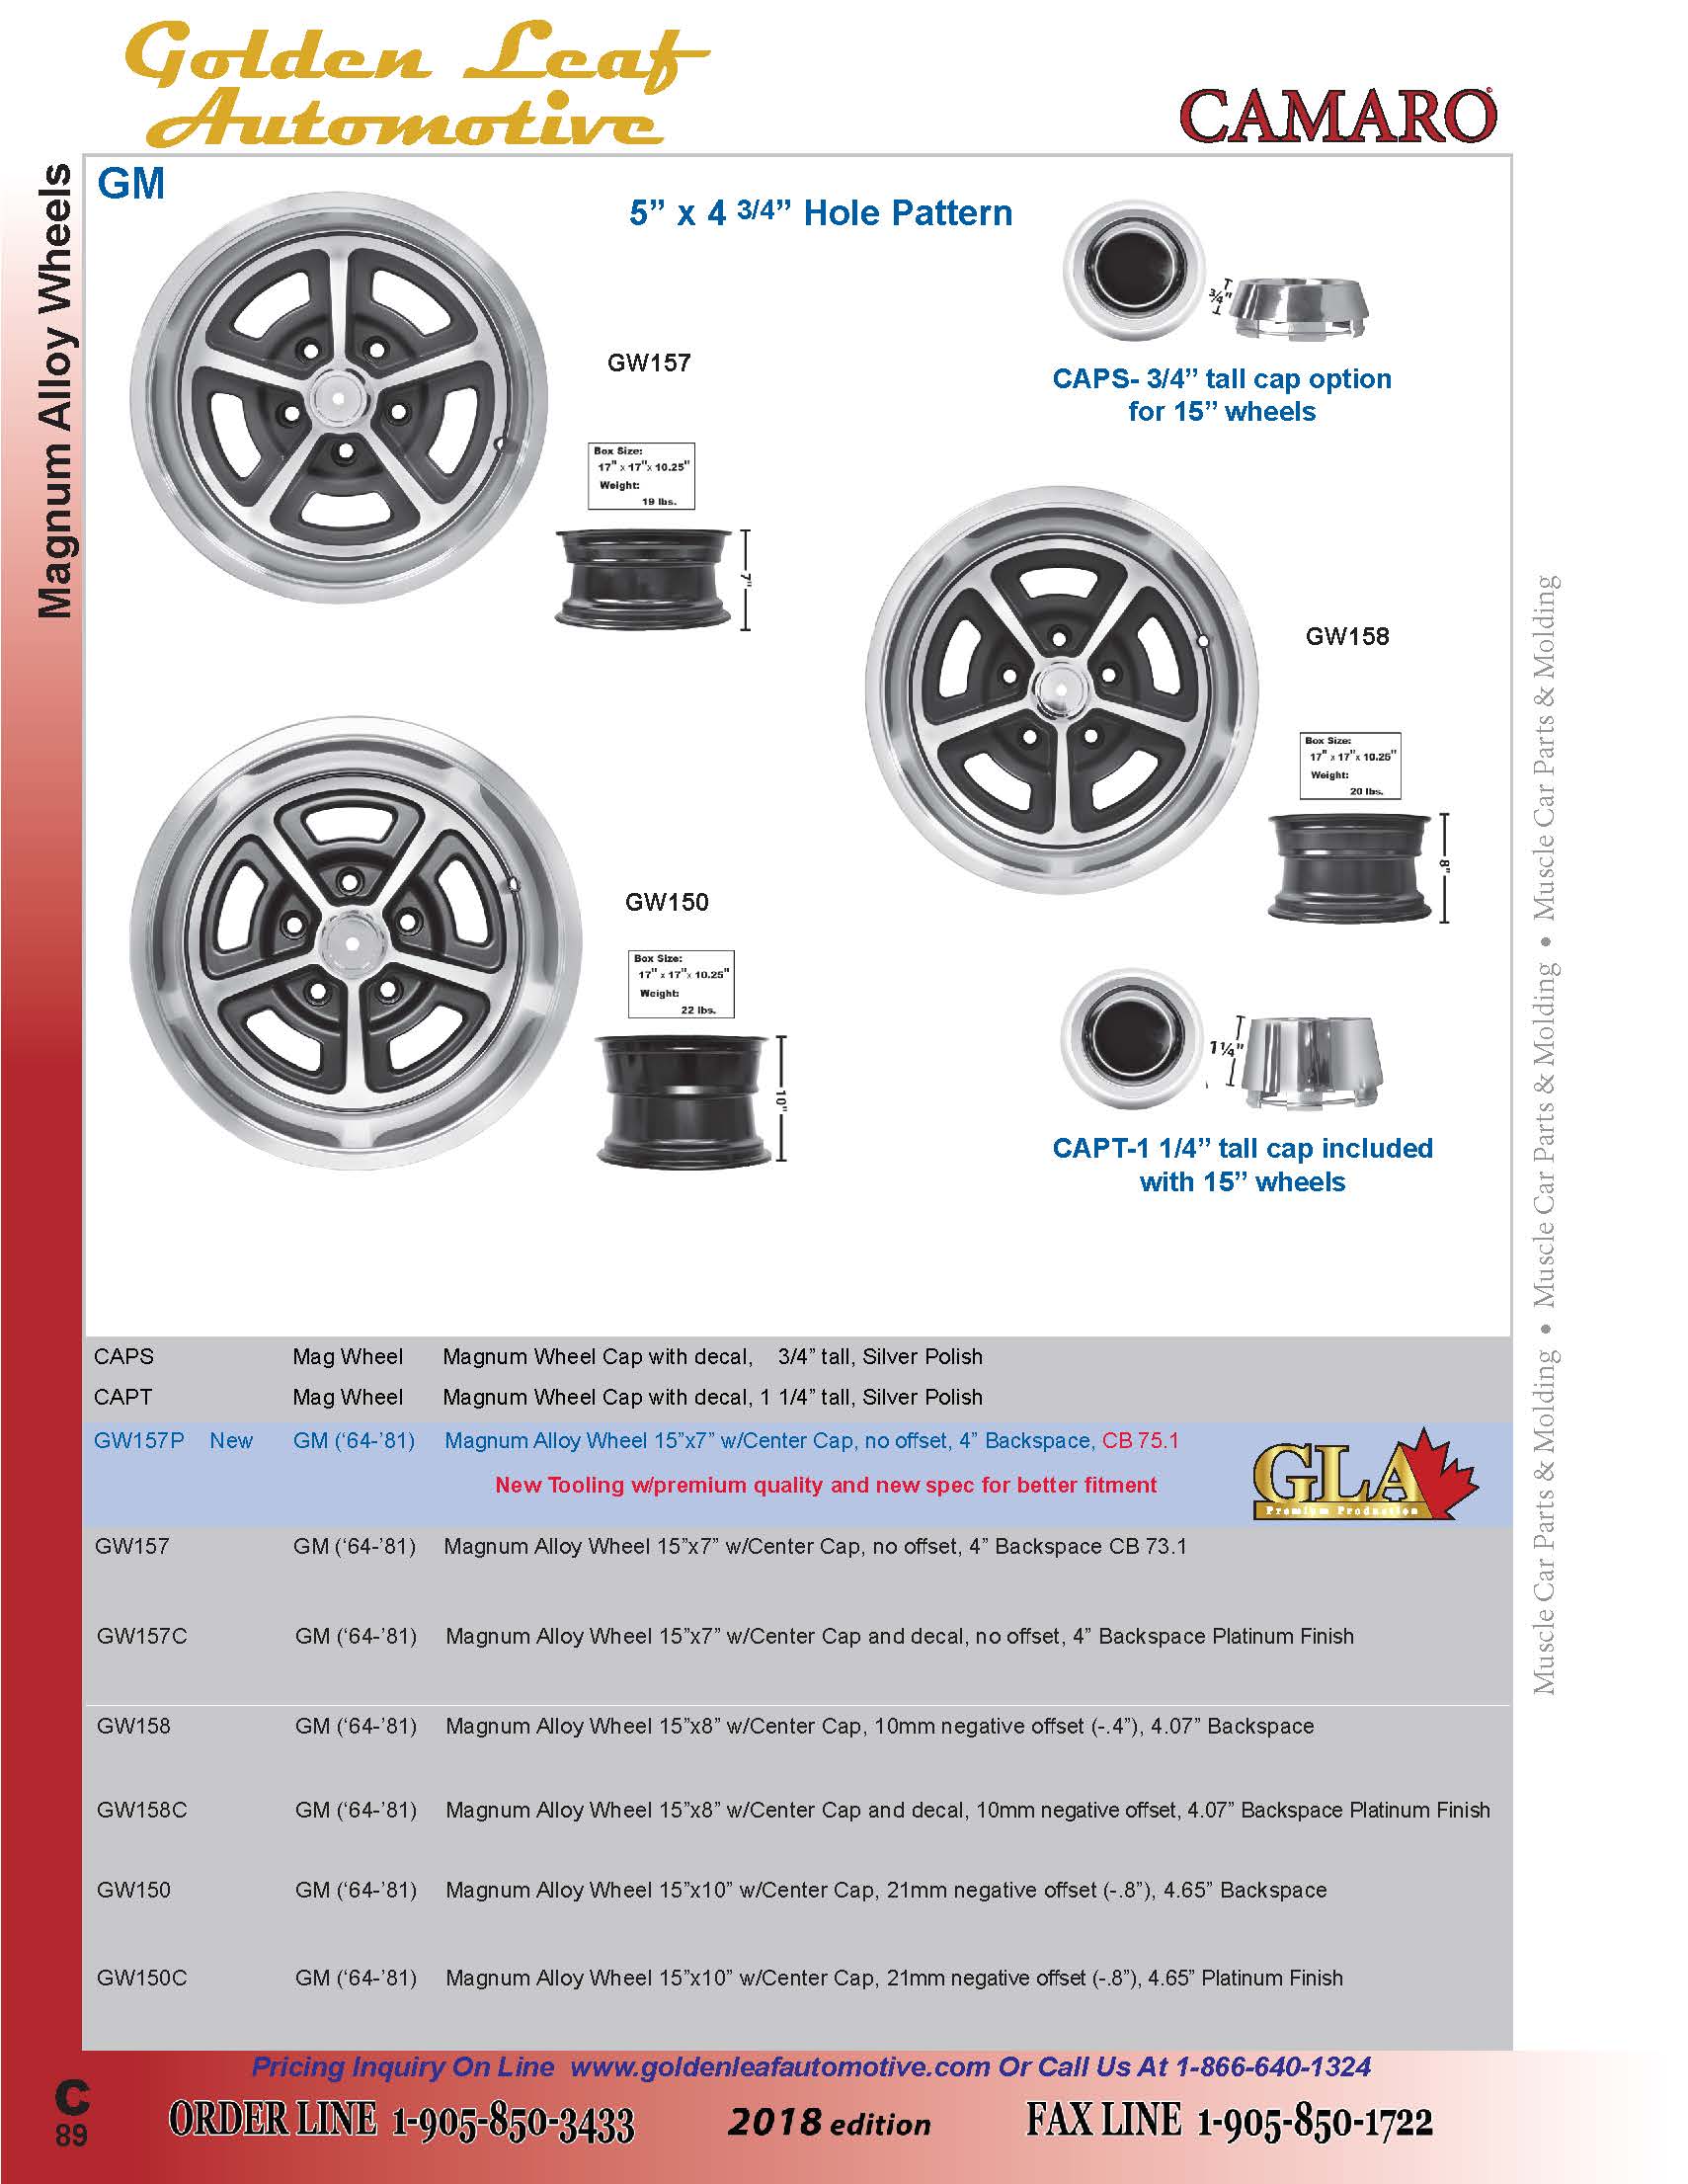 Golden Leaf
Automotive
CAMARO
Magnum Alloy Wheels
GM
5” x 4 3/4” Hole Pattern
GW157
Box Size:
17" x 17"x 10.25"
Weight:
19 lbs.
7"
3/4"
CAPS- 3/4” tall cap option
for 15” wheels
GW158
Box Size:
17" x 17"x 10.25"
Weight:
20 lbs.
8"
GW150
Box Size:
17" x 17"x 10.25"
Weight:
22 lbs.
10"
1¼"
CAPT-1 1/4” tall cap included
with 15” wheels
CAPS Mag Wheel Magnum Wheel Cap with decal, 3/4” tall, Silver Polish
CAPT Mag Wheel Magnum Wheel Cap with decal, 1 1/4” tall, Silver Polish
GW157P New GM (‘64-’81) Magnum Alloy Wheel 15”x7” w/Center Cap, no offset, 4” Backspace, CB 75.1
New Tooling w/premium quality and new spec for better fitment
GLA
Premium Production
GW157 GM (‘64-’81) Magnum Alloy Wheel 15”x7” w/Center Cap, no offset, 4” Backspace CB 73.1
GW157C GM (‘64-’81) Magnum Alloy Wheel 15”x7” w/Center Cap and decal, no offset, 4” Backspace Platinum Finish
GW158 GM (‘64-’81) Magnum Alloy Wheel 15”x8” w/Center Cap, 10mm negative offset (-.4”), 4.07” Backspace
GW158C GM (‘64-’81) Magnum Alloy Wheel 15”x8” w/Center Cap and decal, 10mm negative offset, 4.07” Backspace Platinum Finish
GW150 GM (‘64-’81) Magnum Alloy Wheel 15”x10” w/Center Cap, 21mm negative offset (-.8”), 4.65” Backspace
GW150C GM (‘64-’81) Magnum Alloy Wheel 15”x10” w/Center Cap, 21mm negative offset (-.8”), 4.65” Platinum Finish
Muscle Car Parts & Molding • Muscle Car Parts & Molding • Muscle Car Parts & Molding
Pricing Inquiry On Line www.goldenleafautomotive.com Or Call Us At 1-866-640-1324
C
89
ORDER LINE 1-905-850-3433
2018 edition
FAX LINE 1-905-850-1722